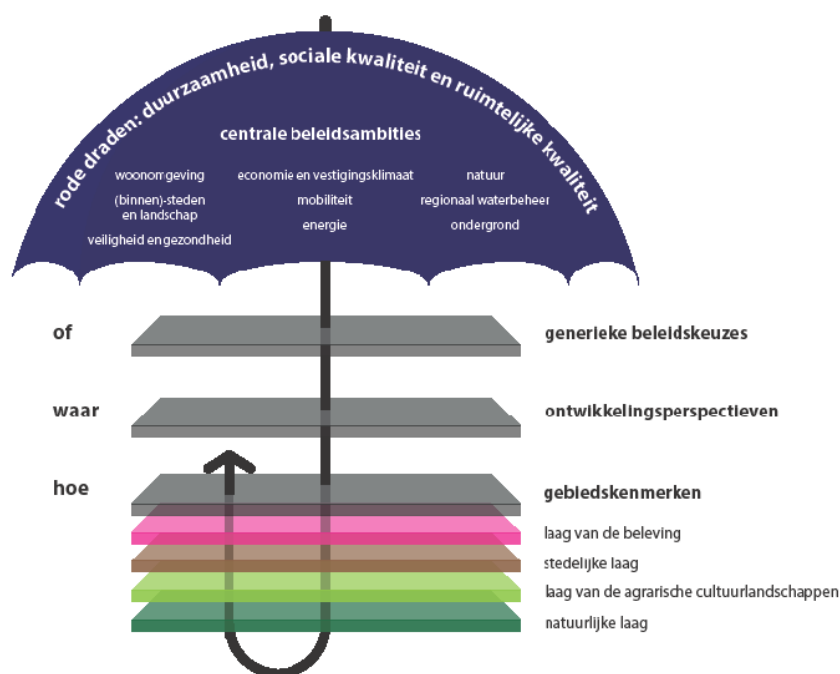 rode draden: duurzaamheid, sociale kwaliteit en ruimtelijke kwaliteit
centrale beleidsambities
woonomgeving
(binnen)-steden
en landschap
veiligheid en gezondheid
economie en vestigingsklimaat
mobiliteit
energie
natuur
regionaal waterbeheer
ondergrond
of
generieke beleidskeuzes
waar
ontwikkelingsperspectieven
hoe
gebiedskenmerken
laag van de beleving
stedelijke laag
laag van de agrarische cultuurlandschappen
natuurlijke laag